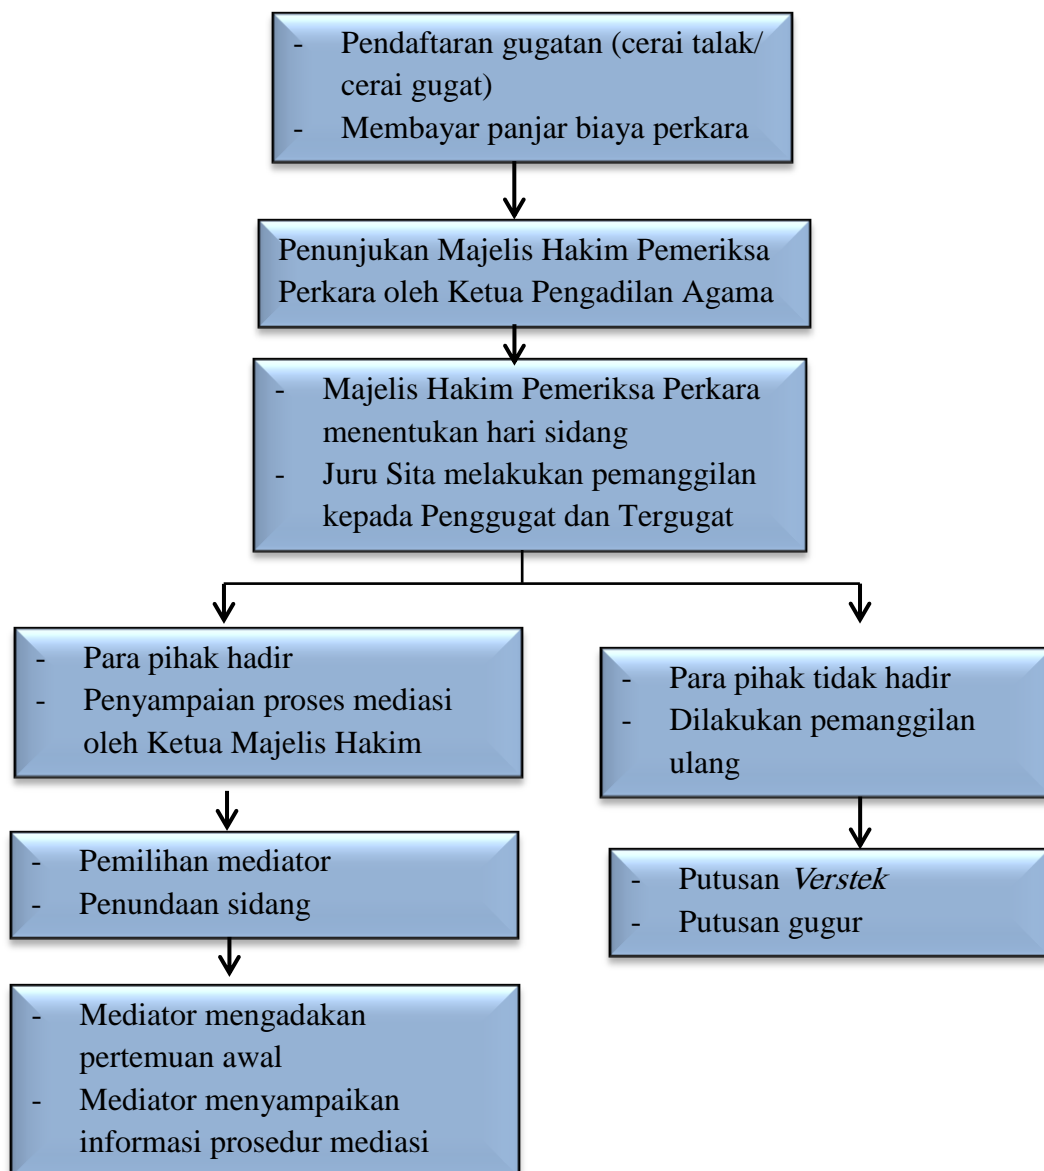 - Pendaftaran gugatan (cerai talak/
cerai gugat)
- Membayar panjar biaya perkara
Penunjukan Majelis Hakim Pemeriksa
Perkara oleh Ketua Pengadilan Agama
- Majelis Hakim Pemeriksa Perkara
menentukan hari sidang
- Juru Sita melakukan pemanggilan
kepada Penggugat dan Tergugat
- Para pihak hadir
- Penyampaian proses mediasi
oleh Ketua Majelis Hakim
- Para pihak tidak hadir
- Dilakukan pemanggilan
ulang
- Pemilihan mediator
- Penundaan sidang
- Putusan Verstek
- Putusan gugur
- Mediator mengadakan
pertemuan awal
- Mediator menyampaikan
informasi prosedur mediasi